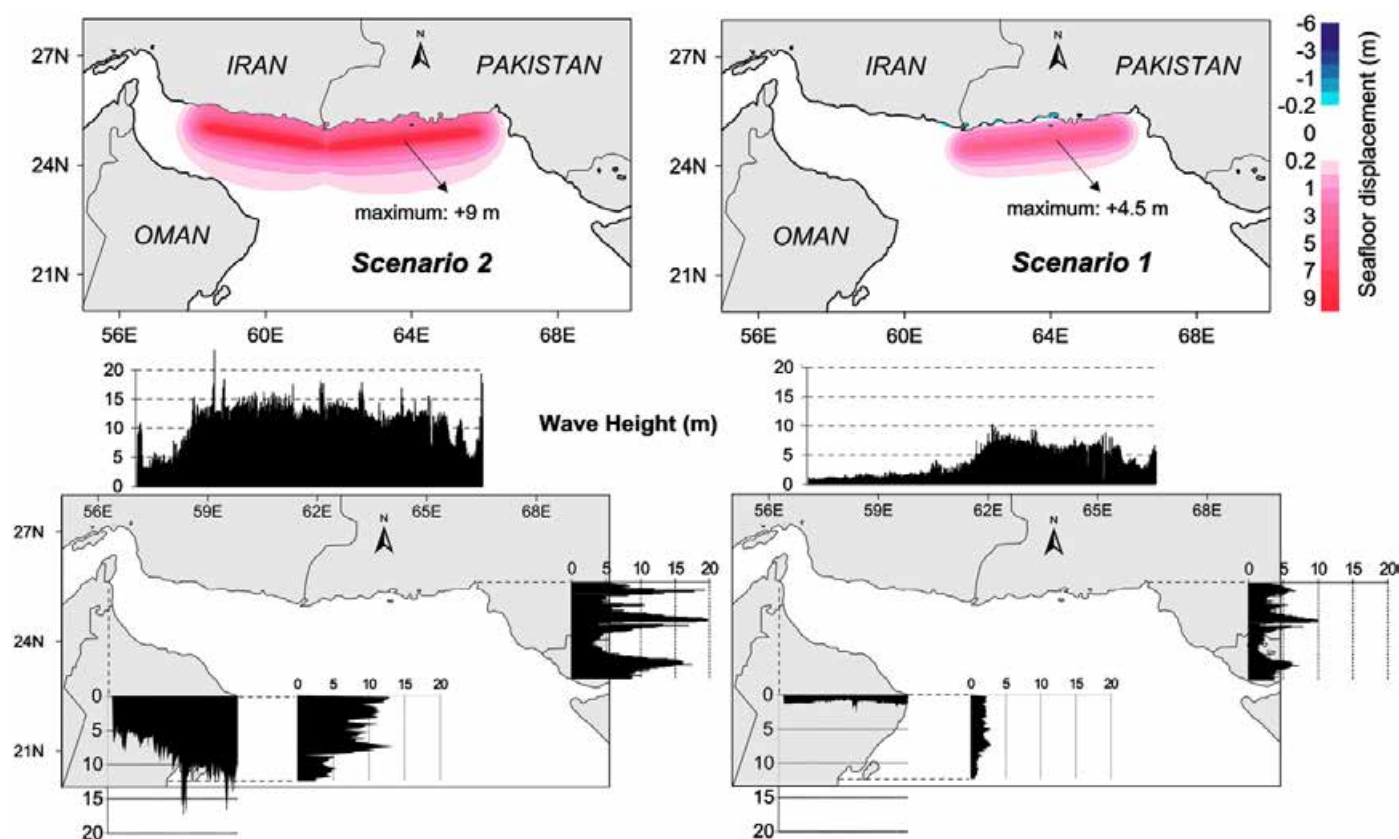 27N
24N
21N
IRAN
N
PAKISTAN
OMAN
maximum: +9 m
Scenario 2
56E 60E 64E 68E
IRAN
N
PAKISTAN
OMAN
maximum: +4.5 m
Scenario 1
56E 60E 64E 68E
-6
-3
-1
-0.2
0
0.2
1
3
5
7
9
Seafloor displacement (m)
20
15
10
5
0
Wave Height (m)
20
15
10
5
0
56E 59E 62E 65E 68E
27N
24N
21N
N
0 5 10 15 20
0 5 10 15 20
0
5
10
15
20
56E 59E 62E 65E 68E
N
0 5 10 15 20
0 5 10 15 20
0
5
10
15
20